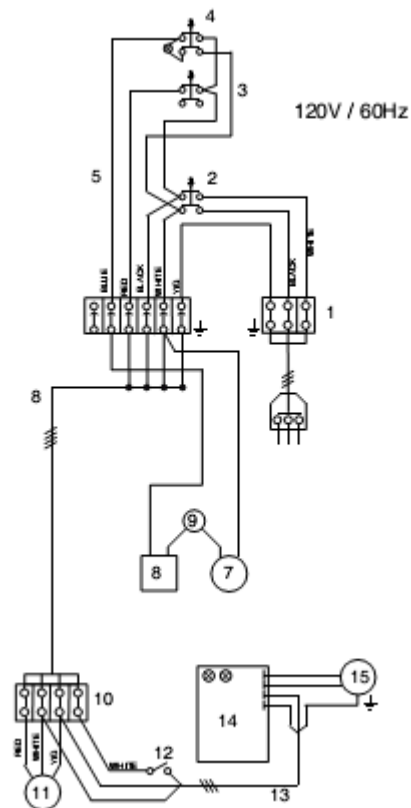 4
3
120V / 60Hz
5
2
BLUE
RED
BLACK
WHITE
Y/G
BLACK
WHITE
1
8
9
8
7
10
14
15
RED
WHITE
Y/G
WHITE
12
11
13